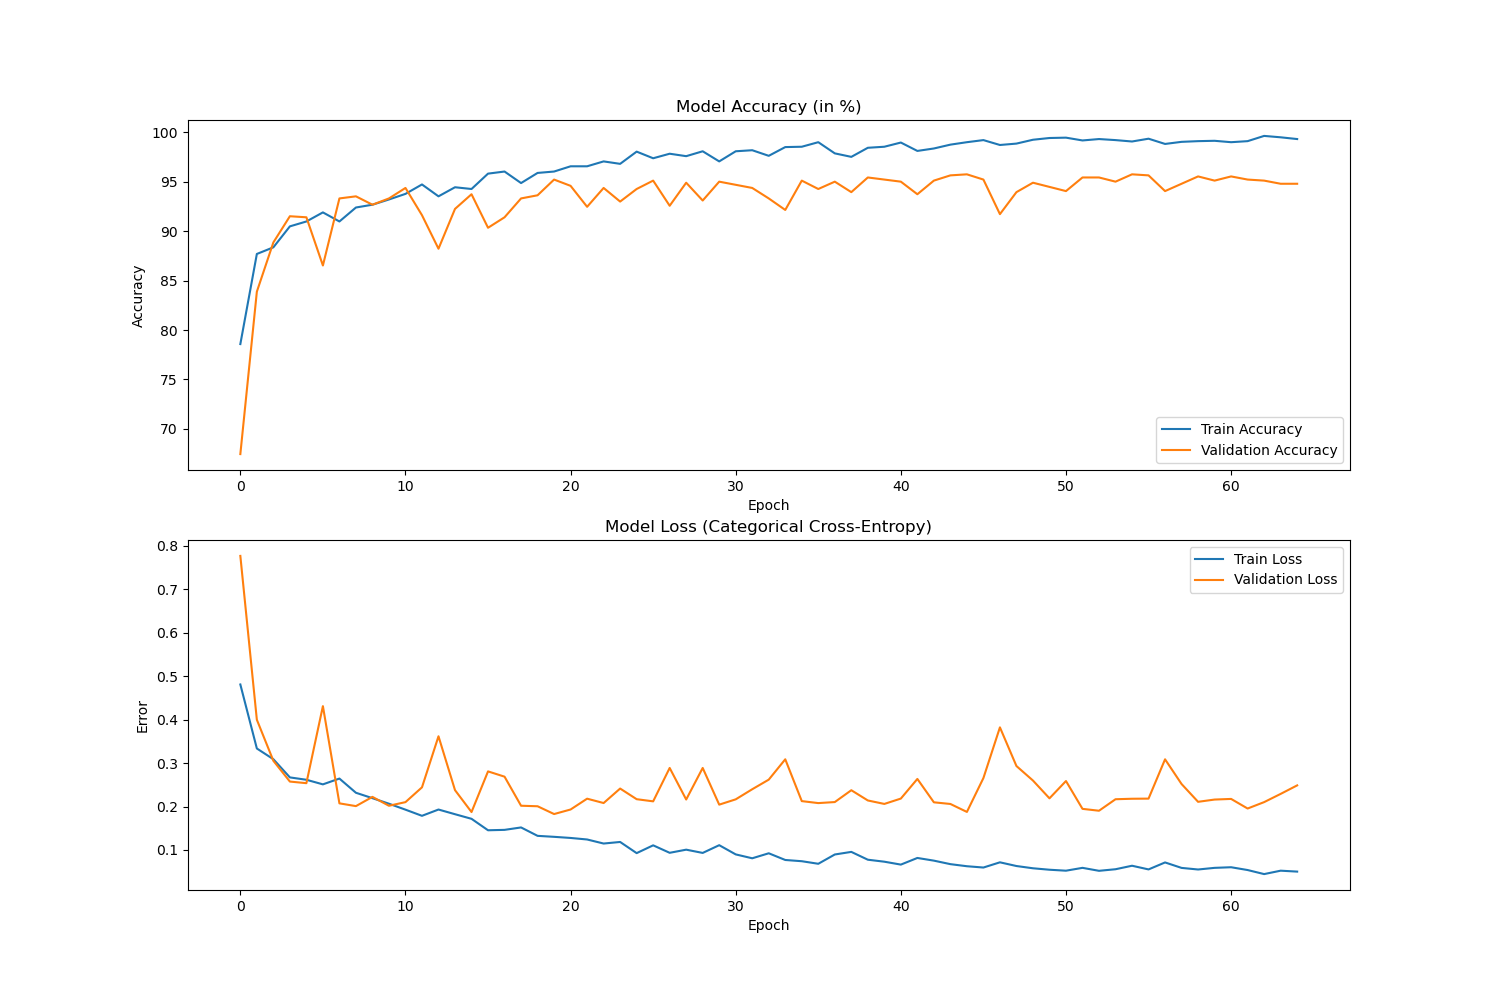 Model Accuracy (in %)
100
95
90
85
80
75
70
Accuracy
Train Accuracy
Validation Accuracy
0 10 20 30 40 50 60
Epoch
Model Loss (Categorical Cross-Entropy)
0.8
0.7
0.6
0.5
0.4
0.3
0.2
0.1
Error
Train Loss
Validation Loss
0 10 20 30 40 50 60
Epoch